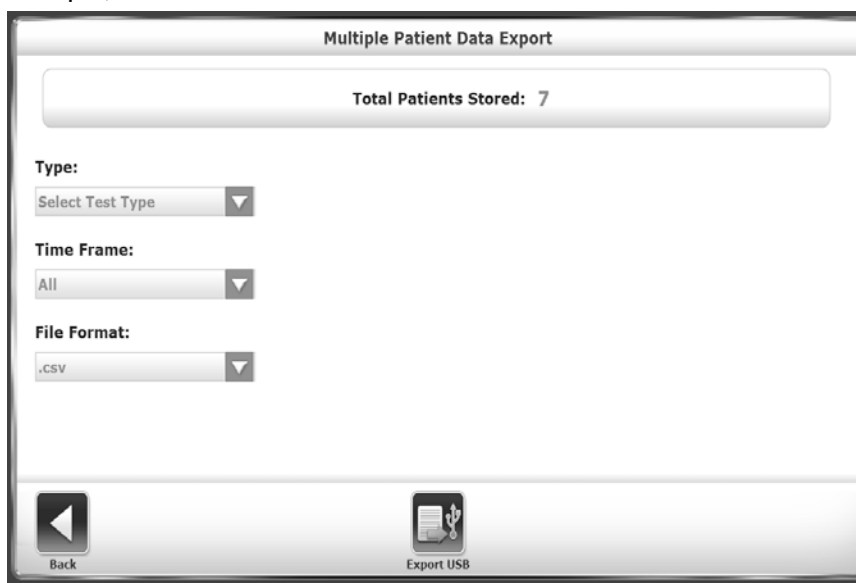 Multiple Patient Data Export
Total Patients Stored: 7
Type:
Select Test Type
Time Frame:
All
File Format:
.csv
Back
Export USB